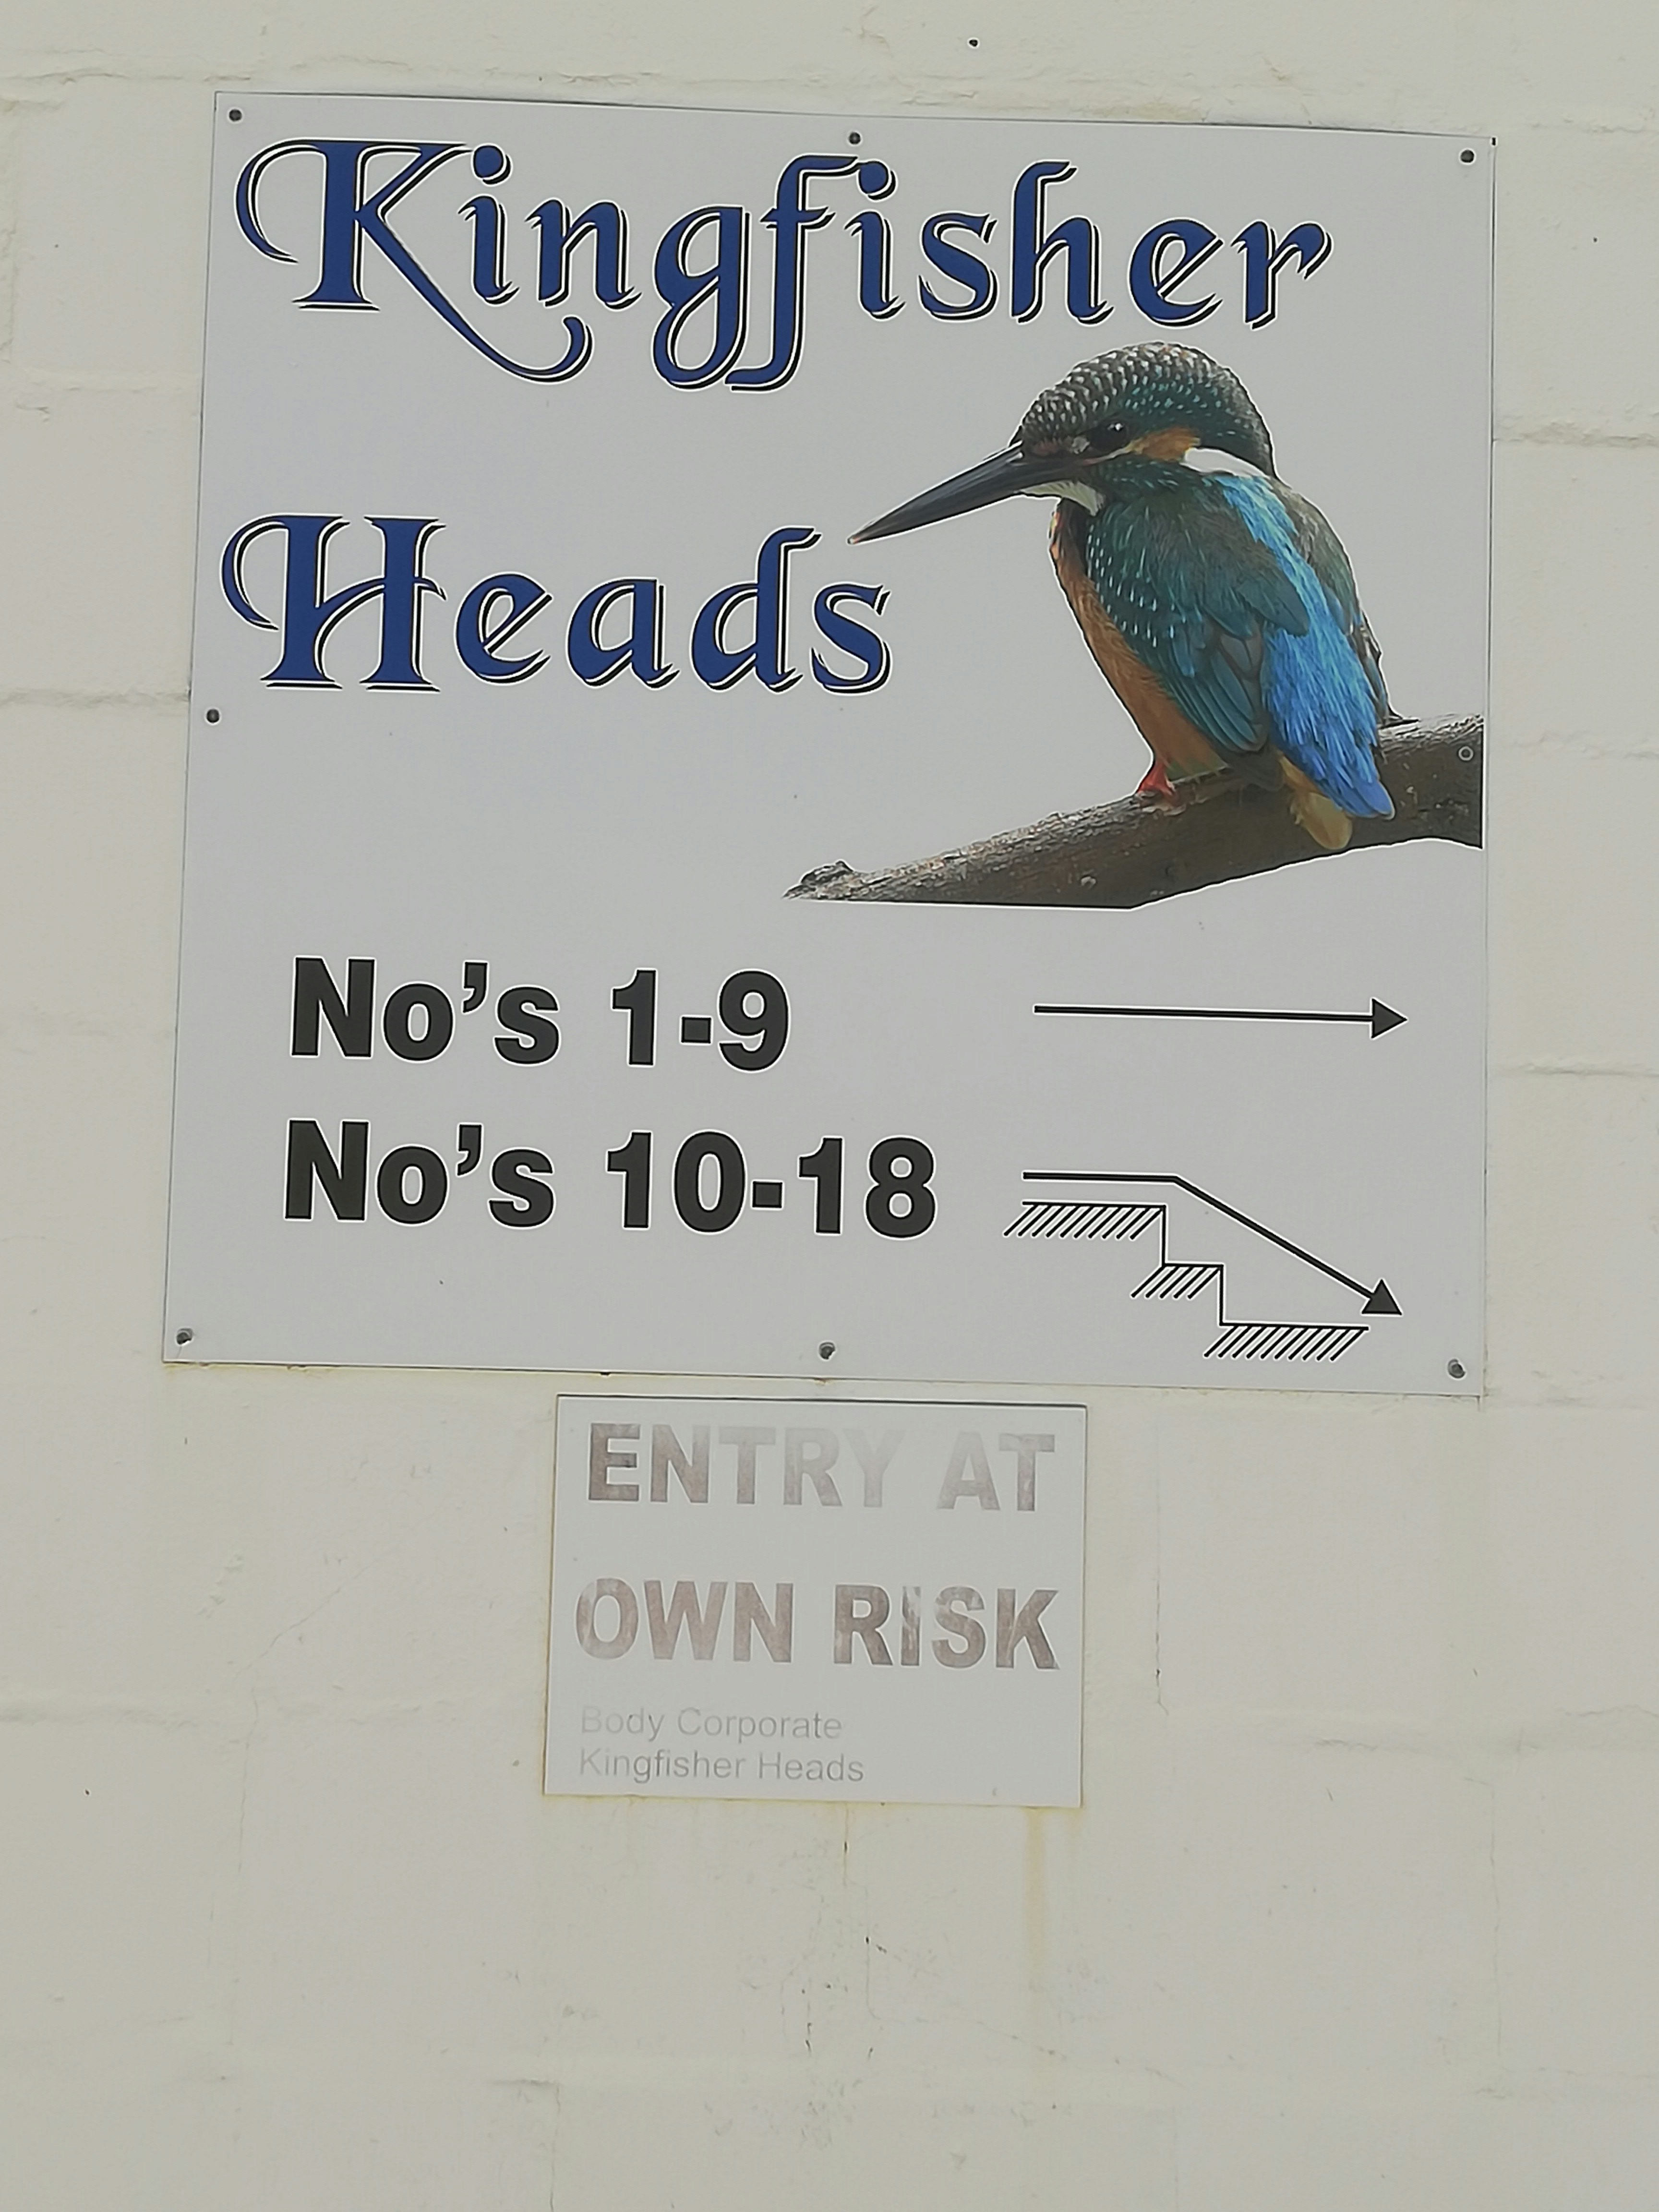 Kingfisher
Heads
No’s 1-9
No’s 10-18
ENTRY AT
OWN RISK
Body Corporate
Kingfisher Heads